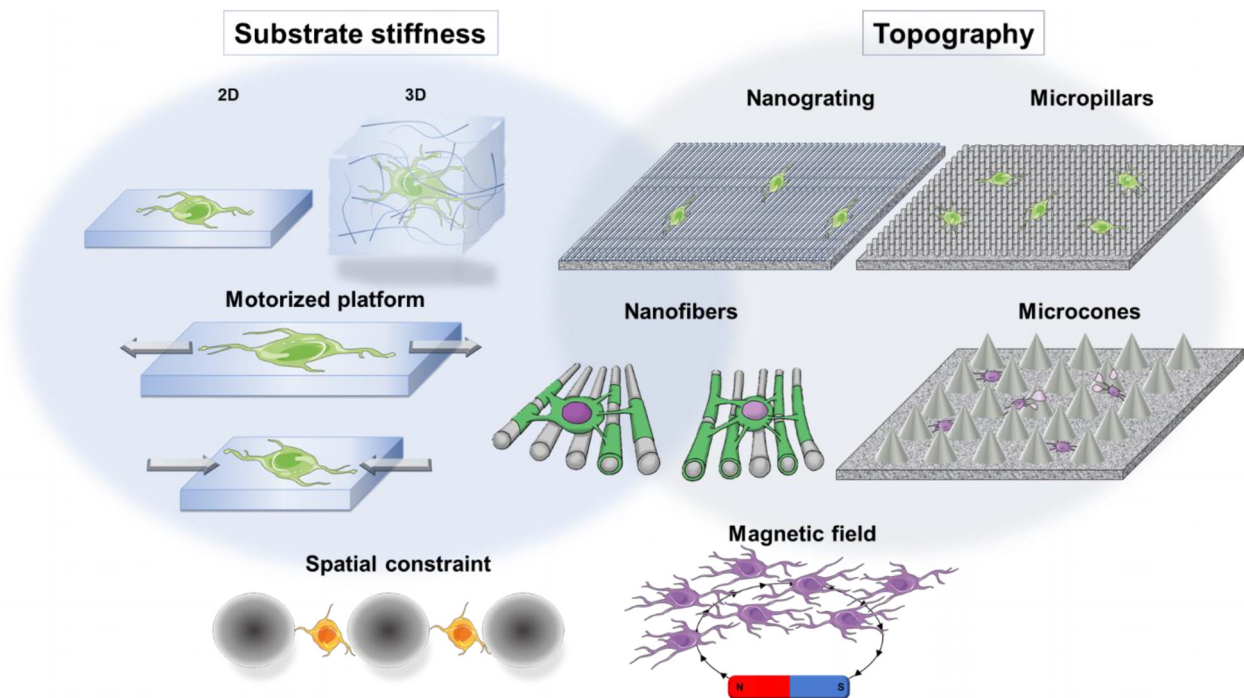 Substrate stiffness
Topography
2D
3D
Nanograting
Micropillars
Motorized platform
Nanofibers
Microcones
Magnetic field
Spatial constraint
N
S